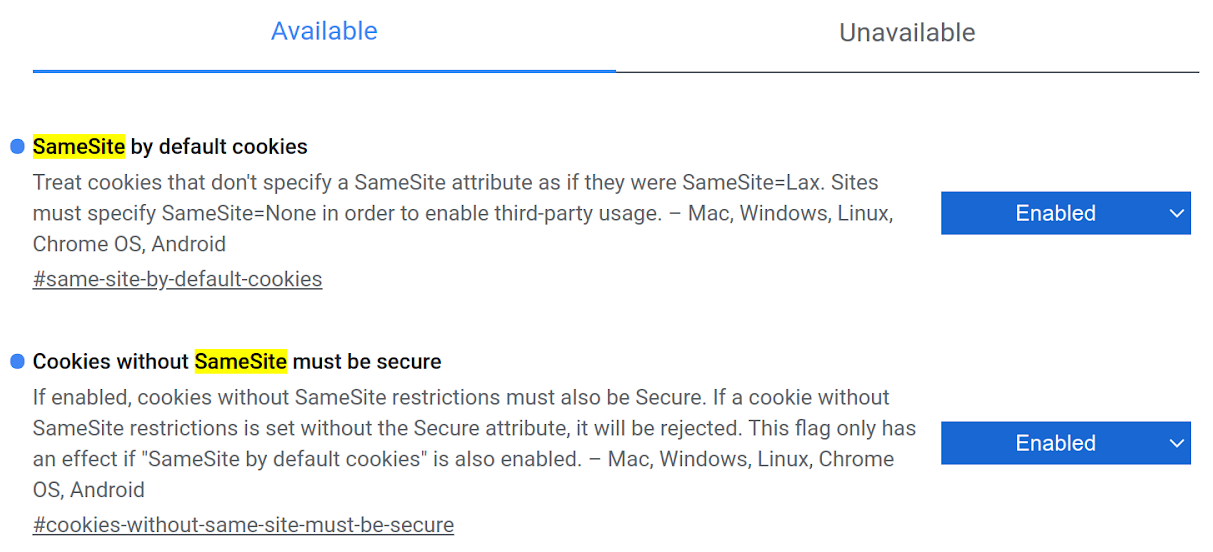 Available
Unavailable
SameSite by default cookies
Treat cookies that don't specify a SameSite attribute as if they were SameSite=Lax. Sites
must specify SameSite=None in order to enable third-party usage. – Mac, Windows, Linux,
Chrome OS, Android
#same-site-by-default-cookies
Enabled
Cookies without SameSite must be secure
If enabled, cookies without SameSite restrictions must also be Secure. If a cookie without
SameSite restrictions is set without the Secure attribute, it will be rejected. This flag only has
an effect if "SameSite by default cookies" is also enabled. – Mac, Windows, Linux, Chrome
OS, Android
#cookies-without-same-site-must-be-secure
Enabled